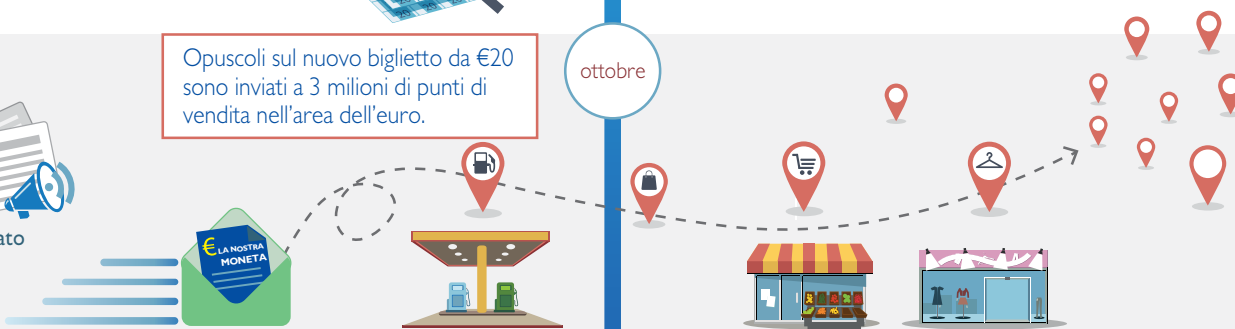 Opuscoli sul nuovo biglietto da €20
sono inviati a 3 milioni di punti di
vendita nell'area dell'euro.
ottobre
ato
€ LA NOSTRA
MONETA